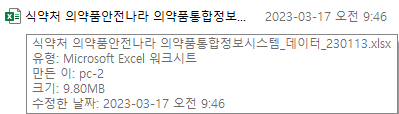 식약처 의약품안전나라 의약품통합정보... 2023-03-17 오전 9:46
식약처 의약품안전나라 의약품통합정보시스템_데이터_230113.xlsx
유형: Microsoft Excel 워크시트
만든 이: pc-2
크기: 9.80MB
수정한 날짜: 2023-03-17 오전 9:46